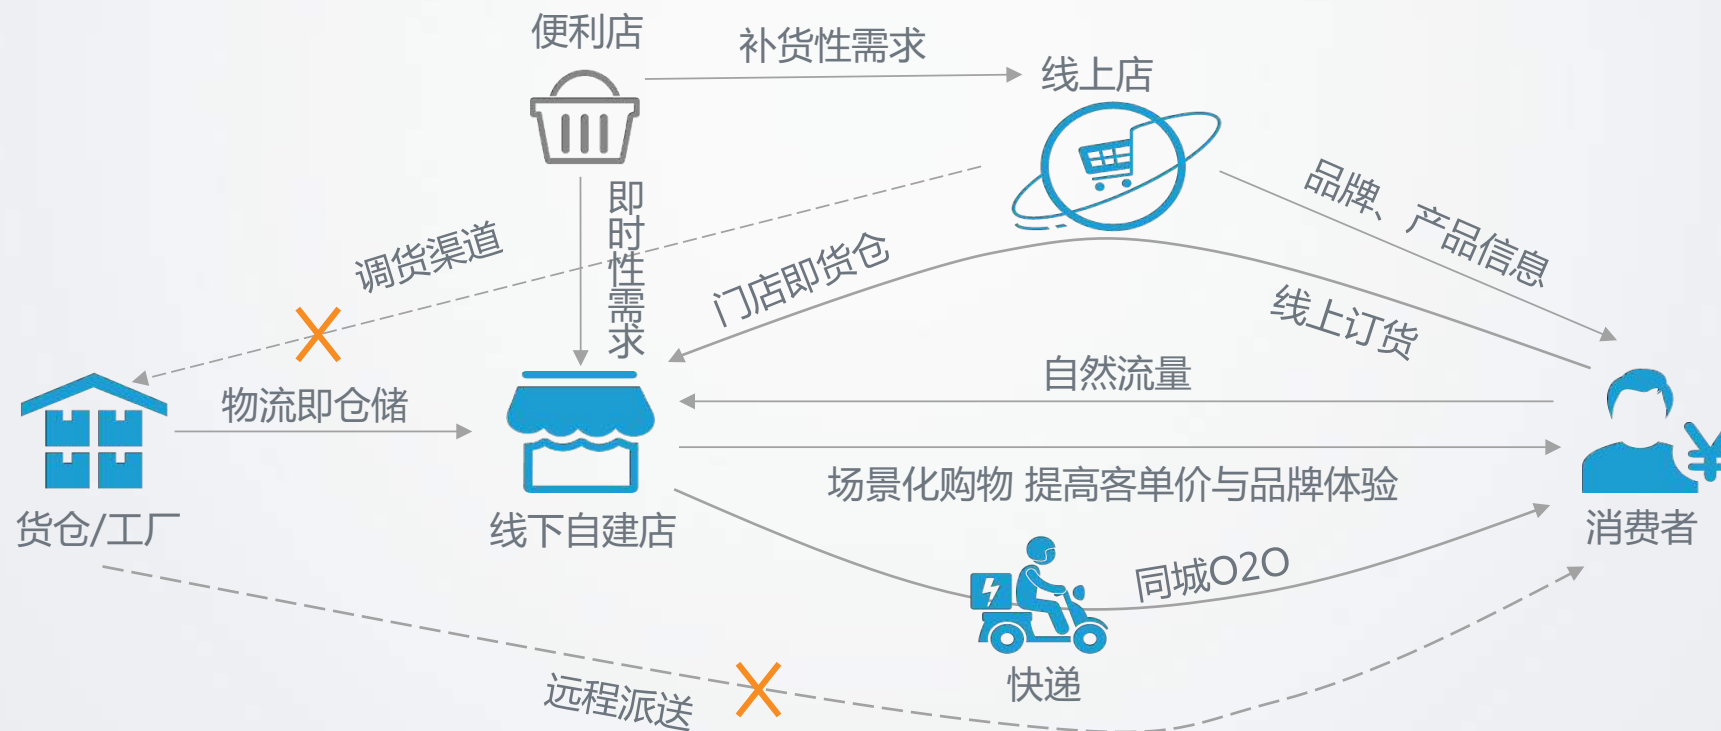 便利店
补货性需求
线上店
即时性需求
品牌、产品信息
调货渠道
门店即货仓
线上订货
自然流量
物流即仓储
场景化购物 提高客单价与品牌体验
货仓/工厂
线下自建店
消费者
同城O2O
快递
远程派送